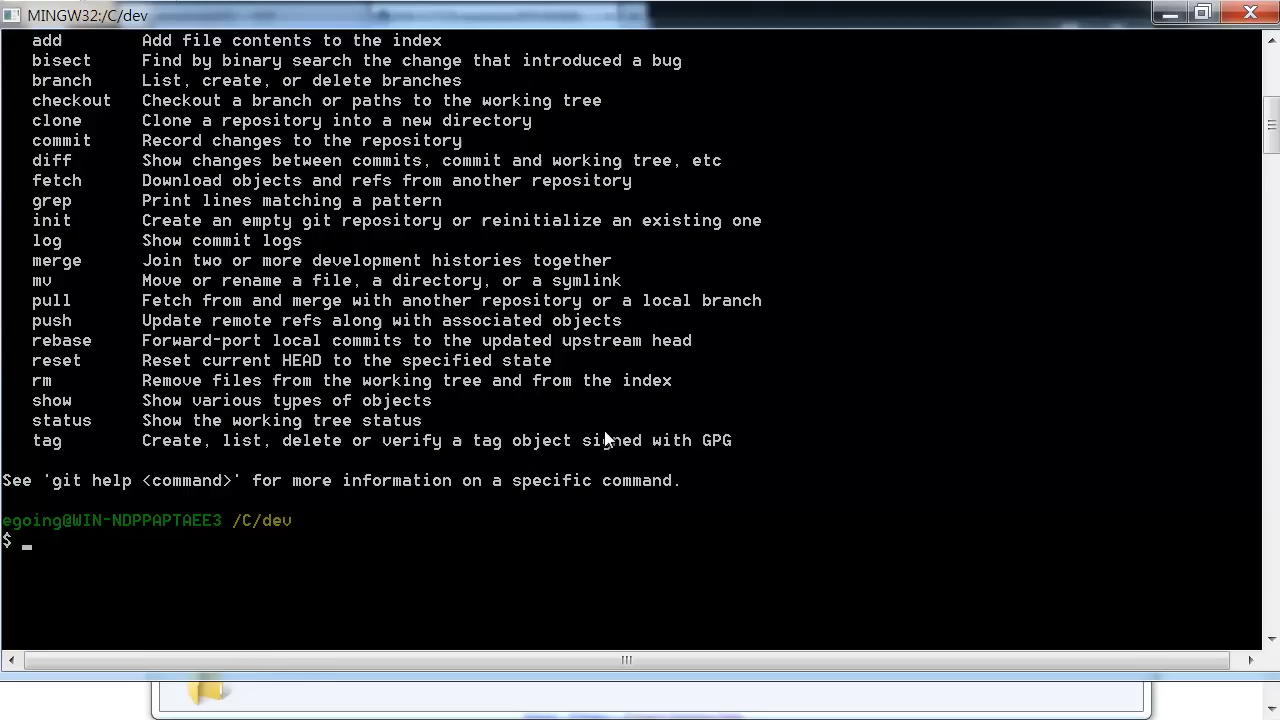 MINGW32:/C/dev
add Add file contents to the index
bisect Find by binary search the change that introduced a bug
branch List, create, or delete branches
checkout Checkout a branch or paths to the working tree
clone Clone a repository into a new directory
commit Record changes to the repository
diff Show changes between commits, commit and working tree, etc
fetch Download objects and refs from another repository
grep Print lines matching a pattern
init Create an empty git repository or reinitialize an existing one
log Show commit logs
merge Join two or more development histories together
mv Move or rename a file, a directory, or a symlink
pull Fetch from and merge with another repository or a local branch
push Update remote refs along with associated objects
rebase Forward-port local commits to the updated upstream head
reset Reset current HEAD to the specified state
rm Remove files from the working tree and from the index
show Show various types of objects
status Show the working tree status
tag Create, list, delete or verify a tag object signed with GPG
See 'git help <command>' for more information on a specific command.
egoing@WIN-NDPPAPTAEE3 /C/dev
$ _